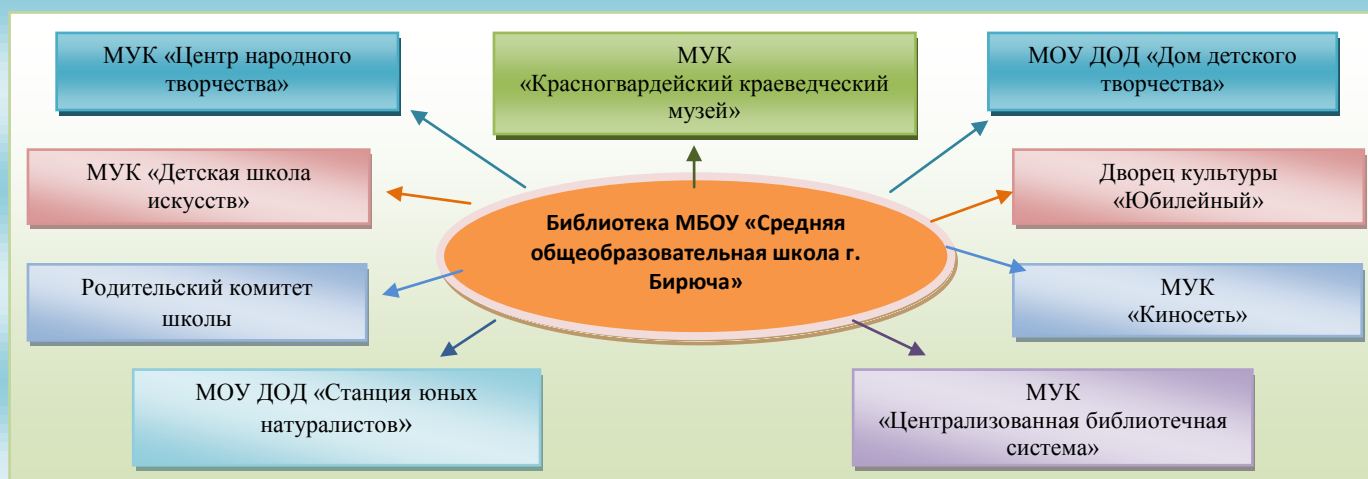 МУК «Центр народного
творчества»
МУК
«Красногвардейский краеведческий
музей»
МОУ ДОД «Дом детского
творчества»
МУК «Детская школа
искусств»
Дворец культуры
«Юбилейный»
Библиотека МБОУ «Средняя
общеобразовательная школа г.
Бирюча»
Родительский комитет
школы
МУК
«Киносеть»
МОУ ДОД «Станция юных
натуралистов»
МУК
«Централизованная библиотечная
система»